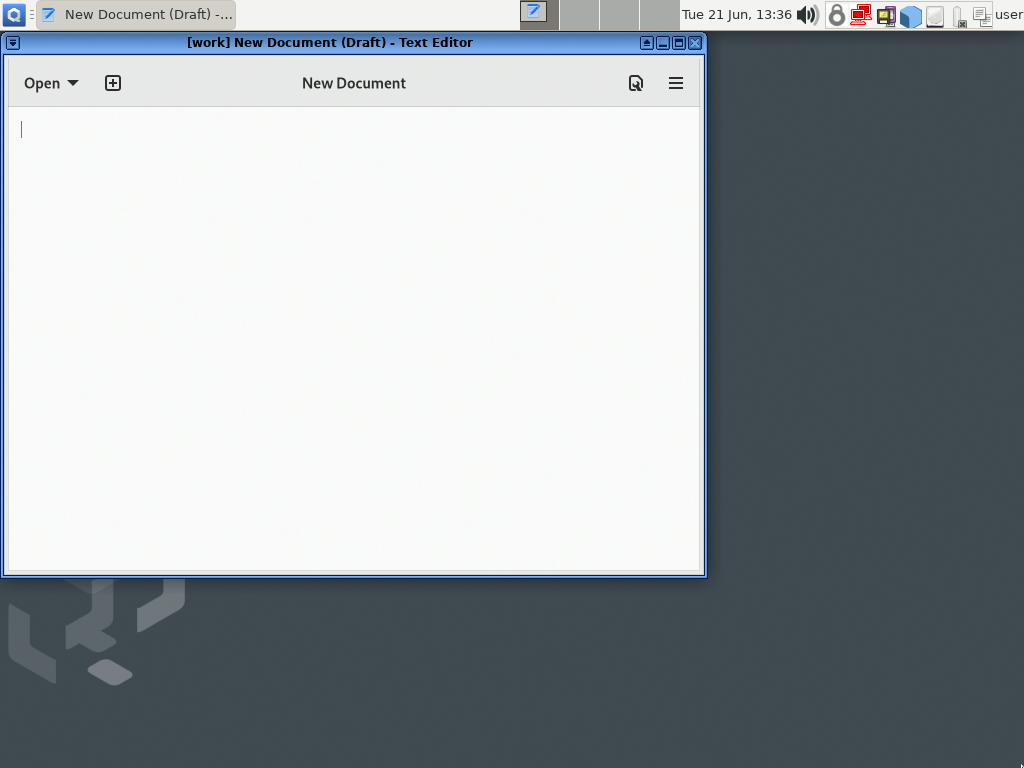 New Document (Draft) -...
Tue 21 Jun, 13:36
user
[work] New Document (Draft) - Text Editor
Open
New Document